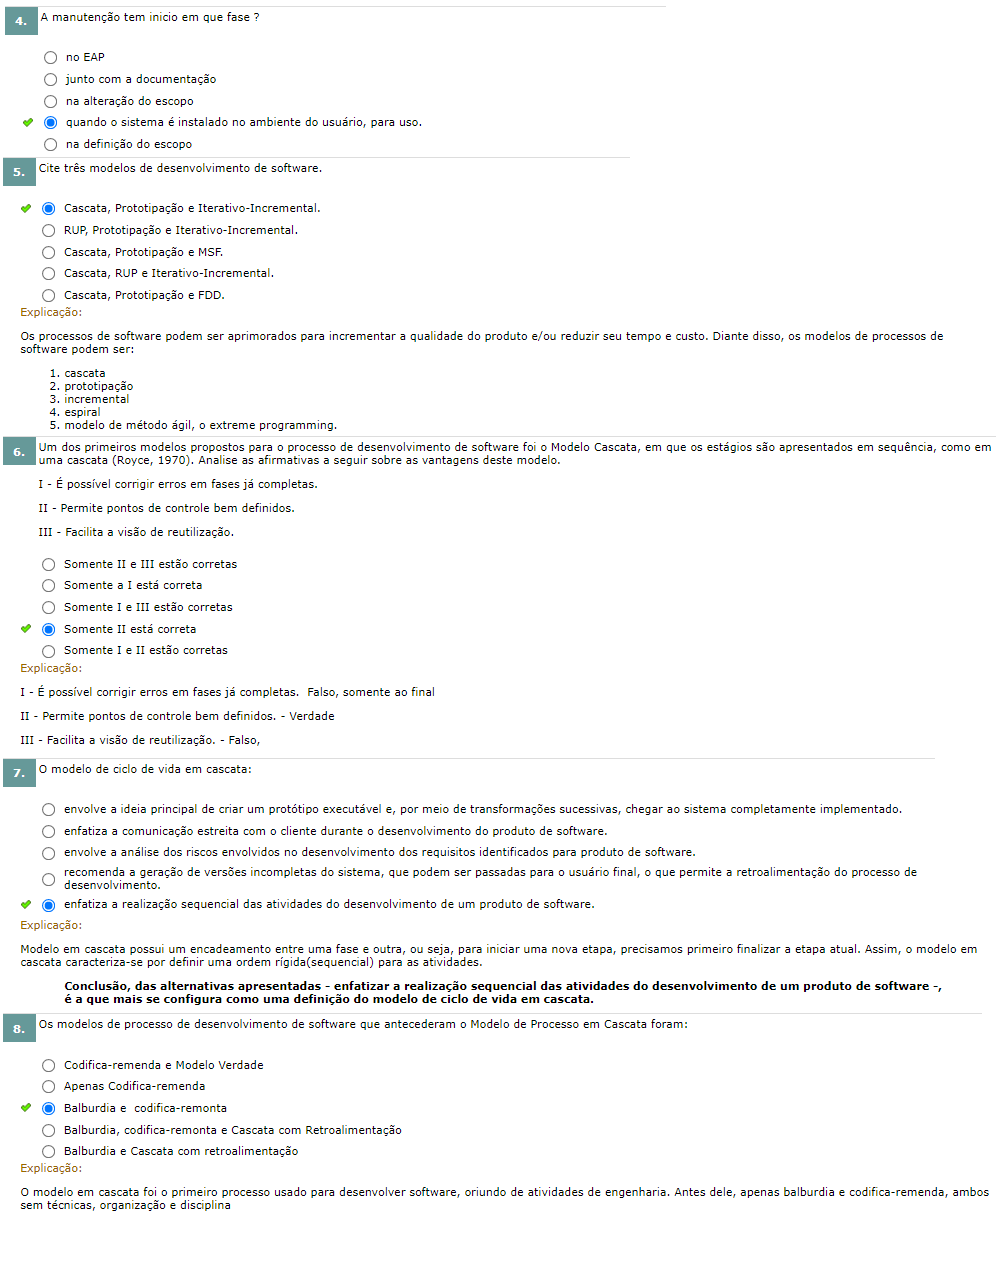 4. A manutenção tem inicio em que fase ?
no EAP
junto com a documentação
na alteração do escopo
quando o sistema é instalado no ambiente do usuário, para uso.
na definição do escopo
5. Cite três modelos de desenvolvimento de software.
Cascata, Prototipação e Iterativo-Incremental.
RUP, Prototipação e Iterativo-Incremental.
Cascata, Prototipação e MSF.
Cascata, RUP e Iterativo-Incremental.
Cascata, Prototipação e FDD.
Explicação:
Os processos de software podem ser aprimorados para incrementar a qualidade do produto e/ou reduzir seu tempo e custo. Diante disso, os modelos de processos de
software podem ser:
1. cascata
2. prototipação
3. incremental
4. espiral
5. modelo de método ágil, o extreme programming.
6. Um dos primeiros modelos propostos para o processo de desenvolvimento de software foi o Modelo Cascata, em que os estágios são apresentados em sequência, como em
uma cascata (Royce, 1970). Analise as afirmativas a seguir sobre as vantagens deste modelo.
I - É possível corrigir erros em fases já completas.
II - Permite pontos de controle bem definidos.
III - Facilita a visão de reutilização.
Somente II e III estão corretas
Somente a I está correta
Somente I e III estão corretas
Somente II está correta
Somente I e II estão corretas
Explicação:
I - É possível corrigir erros em fases já completas.  Falso, somente ao final
II - Permite pontos de controle bem definidos. - Verdade
III - Facilita a visão de reutilização. - Falso,
7. O modelo de ciclo de vida em cascata:
envolve a ideia principal de criar um protótipo executável e, por meio de transformações sucessivas, chegar ao sistema completamente implementado.
enfatiza a comunicação estreita com o cliente durante o desenvolvimento do produto de software.
envolve a análise dos riscos envolvidos no desenvolvimento dos requisitos identificados para produto de software.
recomenda a geração de versões incompletas do sistema, que podem ser passadas para o usuário final, o que permite a retroalimentação do processo de
desenvolvimento.
enfatiza a realização sequencial das atividades do desenvolvimento de um produto de software.
Explicação:
Modelo em cascata possui um encadeamento entre uma fase e outra, ou seja, para iniciar uma nova etapa, precisamos primeiro finalizar a etapa atual. Assim, o modelo em
cascata caracteriza-se por definir uma ordem rígida(sequencial) para as atividades.
Conclusão, das alternativas apresentadas - enfatizar a realização sequencial das atividades do desenvolvimento de um produto de software -,
é a que mais se configura como uma definição do modelo de ciclo de vida em cascata.
8. Os modelos de processo de desenvolvimento de software que antecederam o Modelo de Processo em Cascata foram:
Codifica-remenda e Modelo Verdade
Apenas Codifica-remenda
Balburdia e  codifica-remonta
Balburdia, codifica-remonta e Cascata com Retroalimentação
Balburdia e Cascata com retroalimentação
Explicação:
O modelo em cascata foi o primeiro processo usado para desenvolver software, oriundo de atividades de engenharia. Antes dele, apenas balburdia e codifica-remenda, ambos
sem técnicas, organização e disciplina